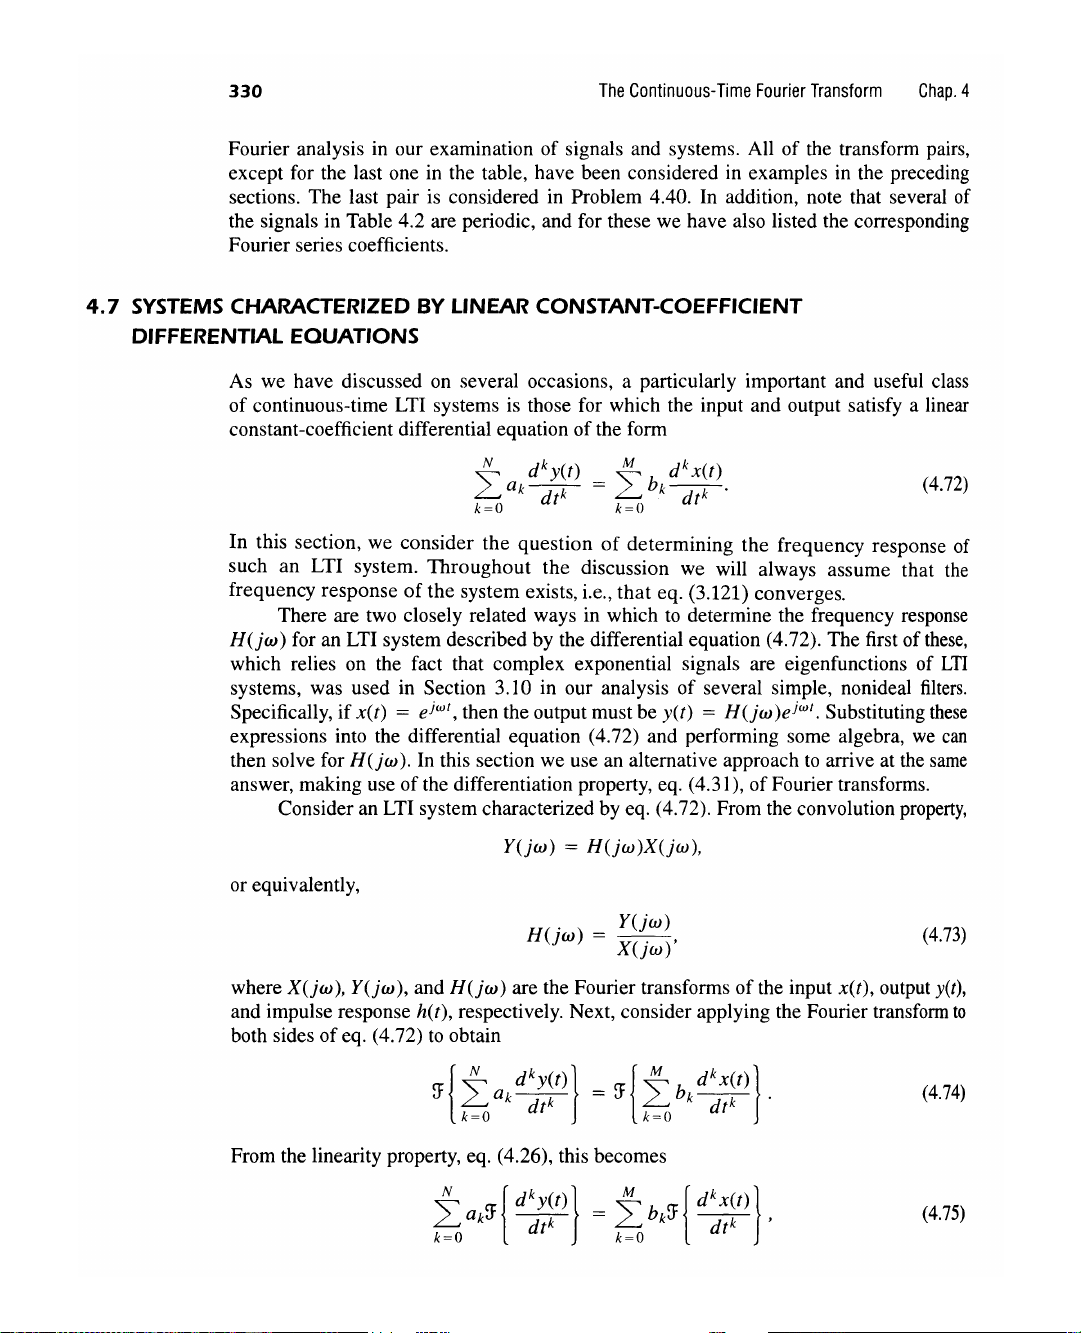 330 The Continuous-Time Fourier Transform Chap. 4
Fourier analysis in our examination of signals and systems. All of the transform pairs,
except for the last one in the table, have been considered in examples in the preceding
sections. The last pair is considered in Problem 4.40. In addition, note that several of
the signals in Table 4.2 are periodic, and for these we have also listed the corresponding
Fourier series coefficients.
4.7 SYSTEMS CHARACTERIZED BY LINEAR CONSTANT-COEFFICIENT
DIFFERENTIAL EQUATIONS
As we have discussed on several occasions, a particularly important and useful class
of continuous-time LTI systems is those for which the input and output satisfy a linear
constant-coefficient differential equation of the form
$\sum_{k=0}^{N} a_k \frac{d^k y(t)}{dt^k} = \sum_{k=0}^{M} b_k \frac{d^k x(t)}{dt^k}.$ (4.72)
In this section, we consider the question of determining the frequency response of
such an LTI system. Throughout the discussion we will always assume that the
frequency response of the system exists, i.e., that eq. (3.121) converges.
There are two closely related ways in which to determine the frequency response
$H(j\omega)$ for an LTI system described by the differential equation (4.72). The first of these,
which relies on the fact that complex exponential signals are eigenfunctions of LTI
systems, was used in Section 3.10 in our analysis of several simple, nonideal filters.
Specifically, if $x(t) = e^{j\omega t}$, then the output must be $y(t) = H(j\omega)e^{j\omega t}$. Substituting these
expressions into the differential equation (4.72) and performing some algebra, we can
then solve for $H(j\omega)$. In this section we use an alternative approach to arrive at the same
answer, making use of the differentiation property, eq. (4.31), of Fourier transforms.
Consider an LTI system characterized by eq. (4.72). From the convolution property,
$Y(j\omega) = H(j\omega)X(j\omega),$
or equivalently,
$H(j\omega) = \frac{Y(j\omega)}{X(j\omega)},$ (4.73)
where $X(j\omega)$, $Y(j\omega)$, and $H(j\omega)$ are the Fourier transforms of the input $x(t)$, output $y(t)$,
and impulse response $h(t)$, respectively. Next, consider applying the Fourier transform to
both sides of eq. (4.72) to obtain
$\mathcal{F}\left\{\sum_{k=0}^{N} a_k \frac{d^k y(t)}{dt^k}\right\} = \mathcal{F}\left\{\sum_{k=0}^{M} b_k \frac{d^k x(t)}{dt^k}\right\}.$ (4.74)
From the linearity property, eq. (4.26), this becomes
$\sum_{k=0}^{N} a_k \mathcal{F}\left\{\frac{d^k y(t)}{dt^k}\right\} = \sum_{k=0}^{M} b_k \mathcal{F}\left\{\frac{d^k x(t)}{dt^k}\right\},$ (4.75)